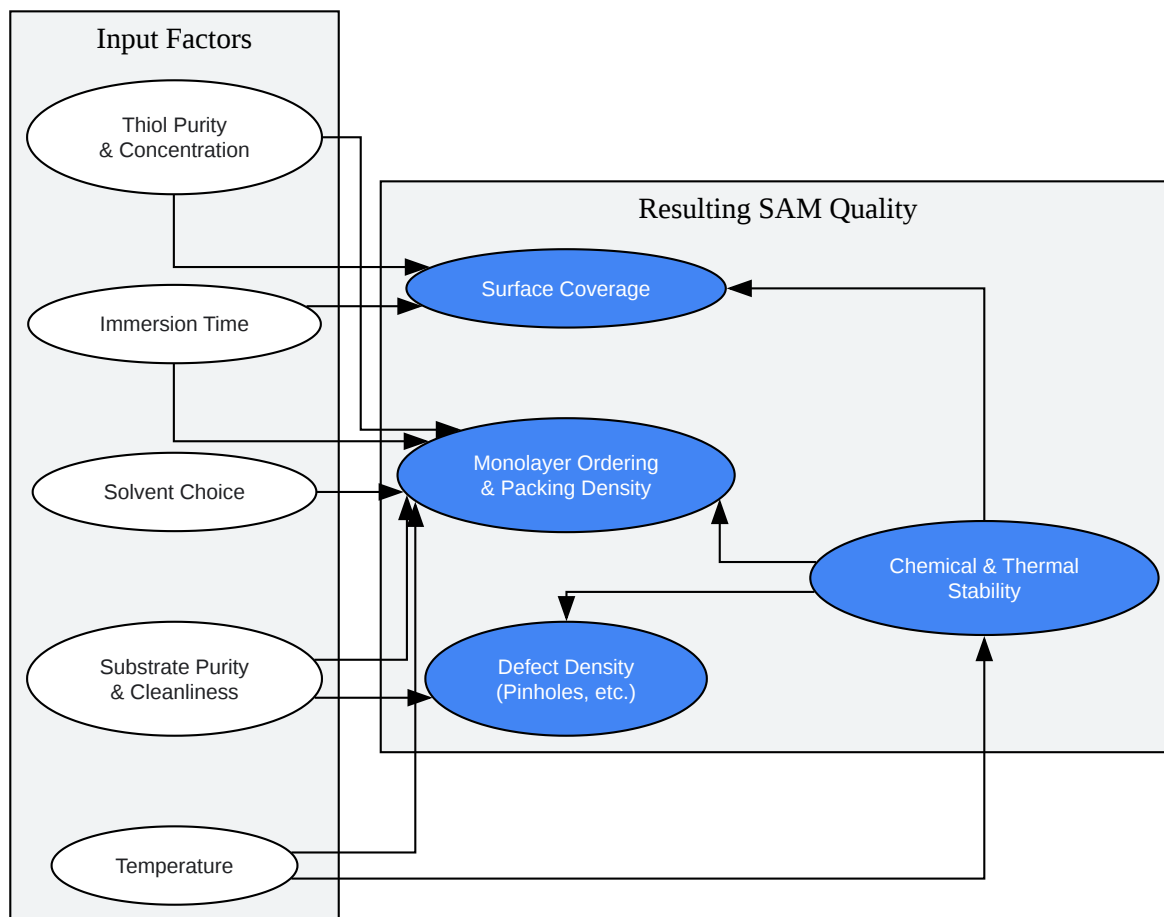 Input Factors
Thiol Purity
& Concentration
Immersion Time
Solvent Choice
Substrate Purity
& Cleanliness
Temperature
Resulting SAM Quality
Surface Coverage
Monolayer Ordering
& Packing Density
Defect Density
(Pinholes, etc.)
Chemical & Thermal
Stability